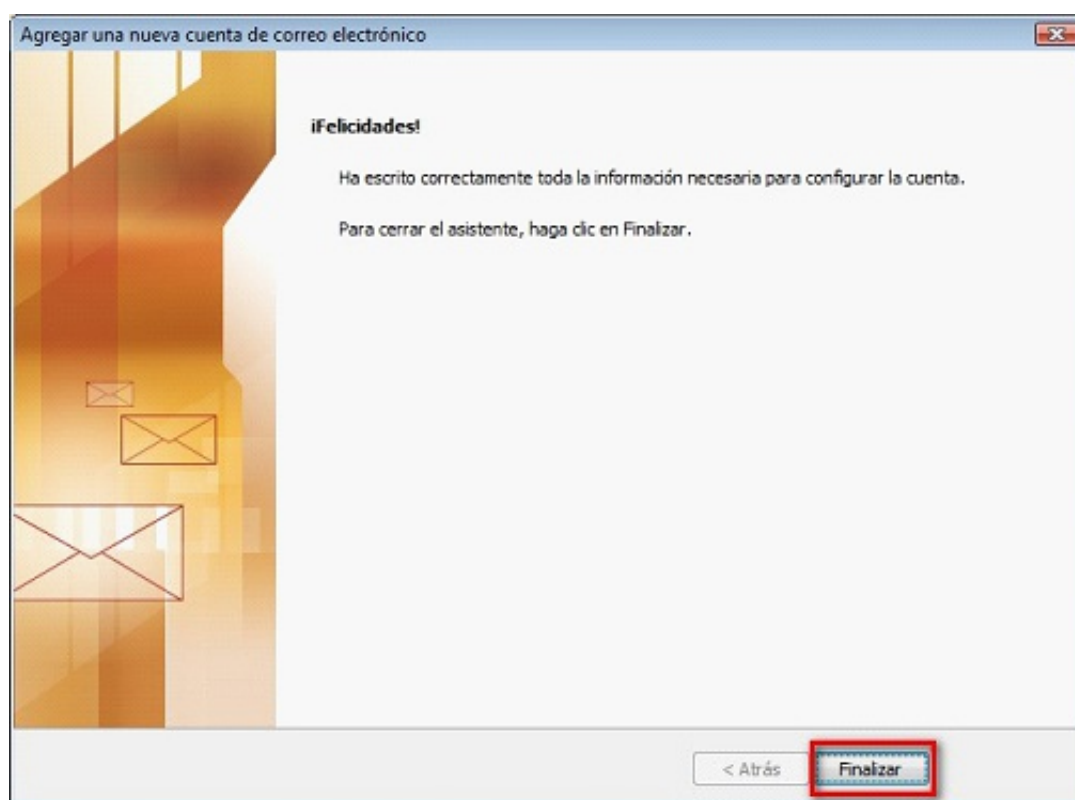 Agregar una nueva cuenta de correo electrónico
¡Felicidades!
Ha escrito correctamente toda la información necesaria para configurar la cuenta.
Para cerrar el asistente, haga clic en Finalizar.
< Atrás
Finalizar